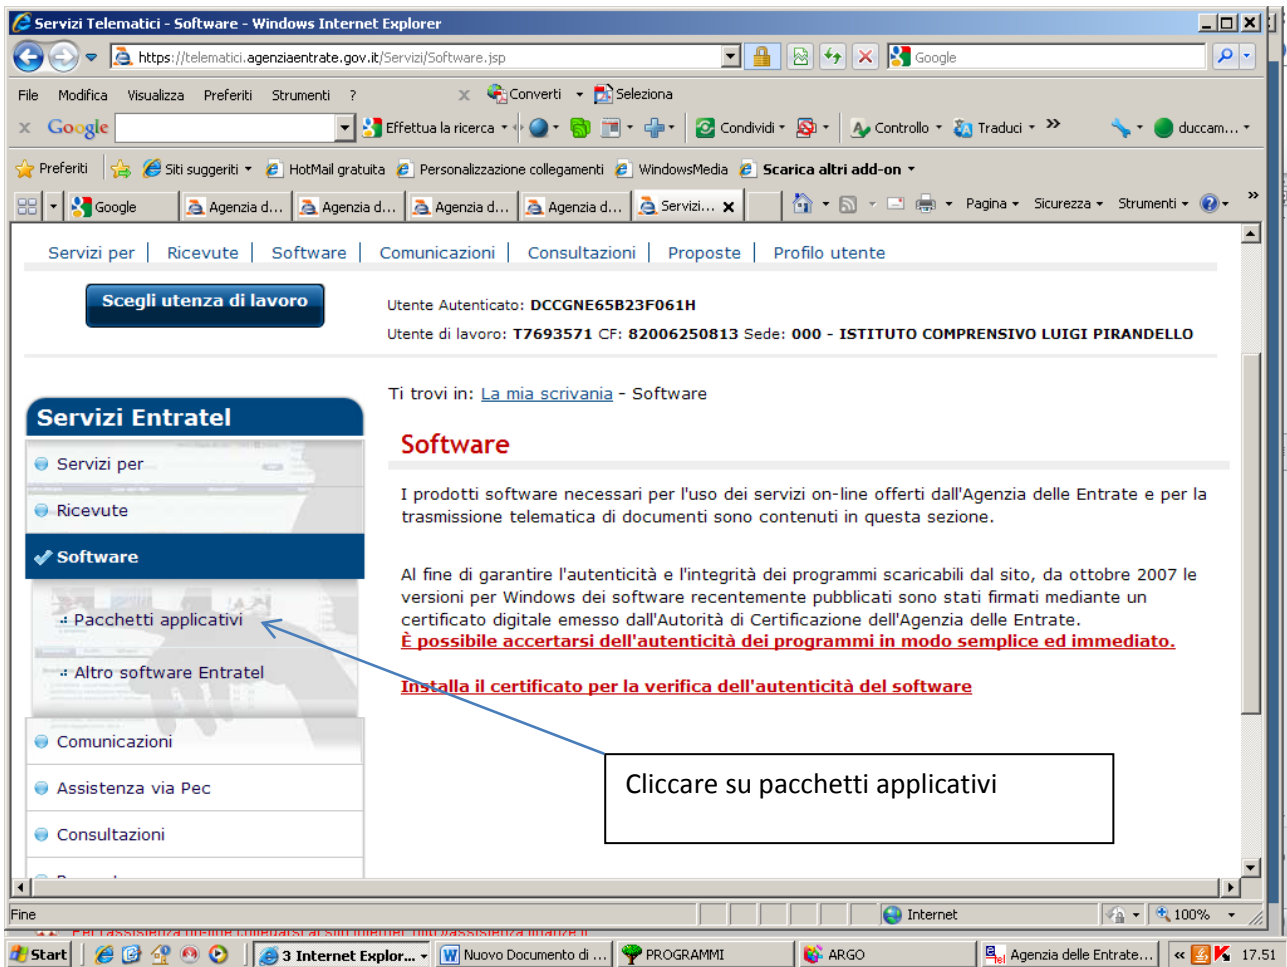 Servizi Telematici - Software - Windows Internet Explorer
https://telematici.agenziaentrate.gov.it/Servizi/Software.jsp
Google
File Modifica Visualizza Preferiti Strumenti ? x Converti Seleziona
x Google Effettua la ricerca Condividi Controllo Traduci >> duccam...
Preferiti Siti suggeriti HotMail gratuita Personalizzazione collegamenti WindowsMedia Scarica altri add-on
Google Agenzia d... Agenzia d... Agenzia d... Agenzia d... Servizi... Pagina Sicurezza Strumenti >>
Servizi per | Ricevute | Software | Comunicazioni | Consultazioni | Proposte | Profilo utente
Scegli utenza di lavoro
Utente Autenticato: DCCGNE65B23F061H
Utente di lavoro: T7693571 CF: 82006250813 Sede: 000 - ISTITUTO COMPRENSIVO LUIGI PIRANDELLO
Ti trovi in: La mia scrivania - Software
Servizi Entratel
Servizi per
Ricevute
Software
Pacchetti applicativi
Altro software Entratel
Comunicazioni
Assistenza via Pec
Consultazioni
Software
I prodotti software necessari per l'uso dei servizi on-line offerti dall'Agenzia delle Entrate e per la
trasmissione telematica di documenti sono contenuti in questa sezione.
Al fine di garantire l'autenticità e l'integrità dei programmi scaricabili dal sito, da ottobre 2007 le
versioni per Windows dei software recentemente pubblicati sono stati firmati mediante un
certificato digitale emesso dall'Autorità di Certificazione dell'Agenzia delle Entrate.
È possibile accertarsi dell'autenticità dei programmi in modo semplice ed immediato.
Installa il certificato per la verifica dell'autenticità del software
Cliccare su pacchetti applicativi
Fine Internet 100%
Start 3 Internet Explor... Nuovo Documento di ... PROGRAMMI ARGO Agenzia delle Entrate... << 17.51